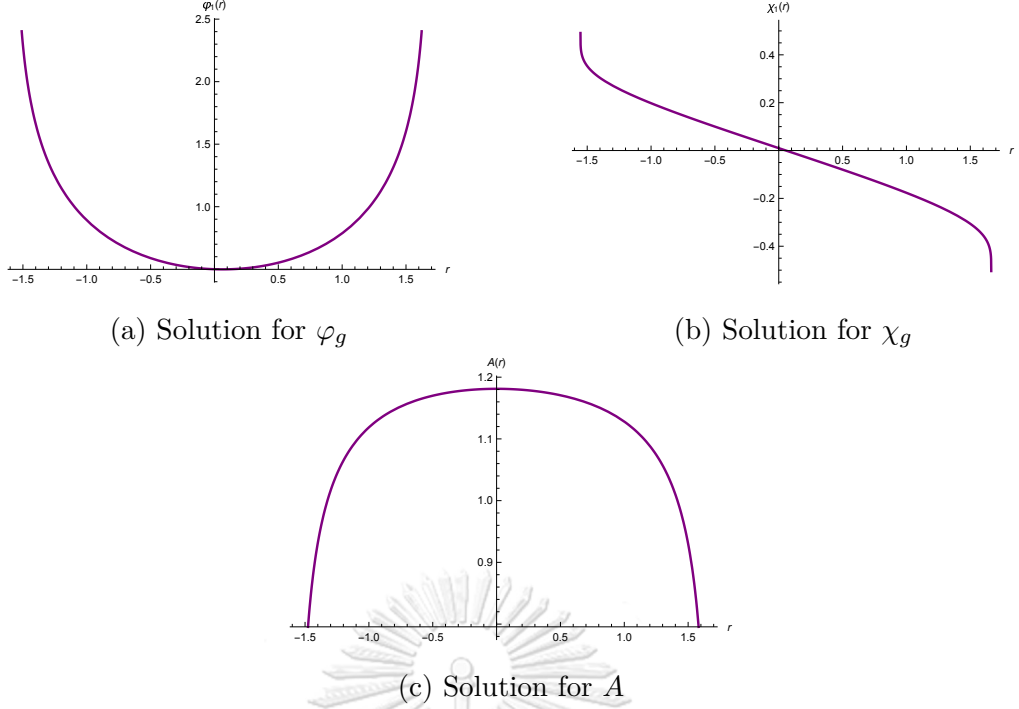 φ₁(r)
2.5
2.0
1.5
1.0
−1.5 −1.0 −0.5 0.5 1.0 1.5 r
(a) Solution for φ_g
χ₁(r)
0.4
0.2
−1.5 −1.0 −0.5 0.5 1.0 1.5 r
−0.2
−0.4
(b) Solution for χ_g
A(r)
1.2
1.1
1.0
0.9
−1.5 −1.0 −0.5 0.5 1.0 1.5 r
(c) Solution for A